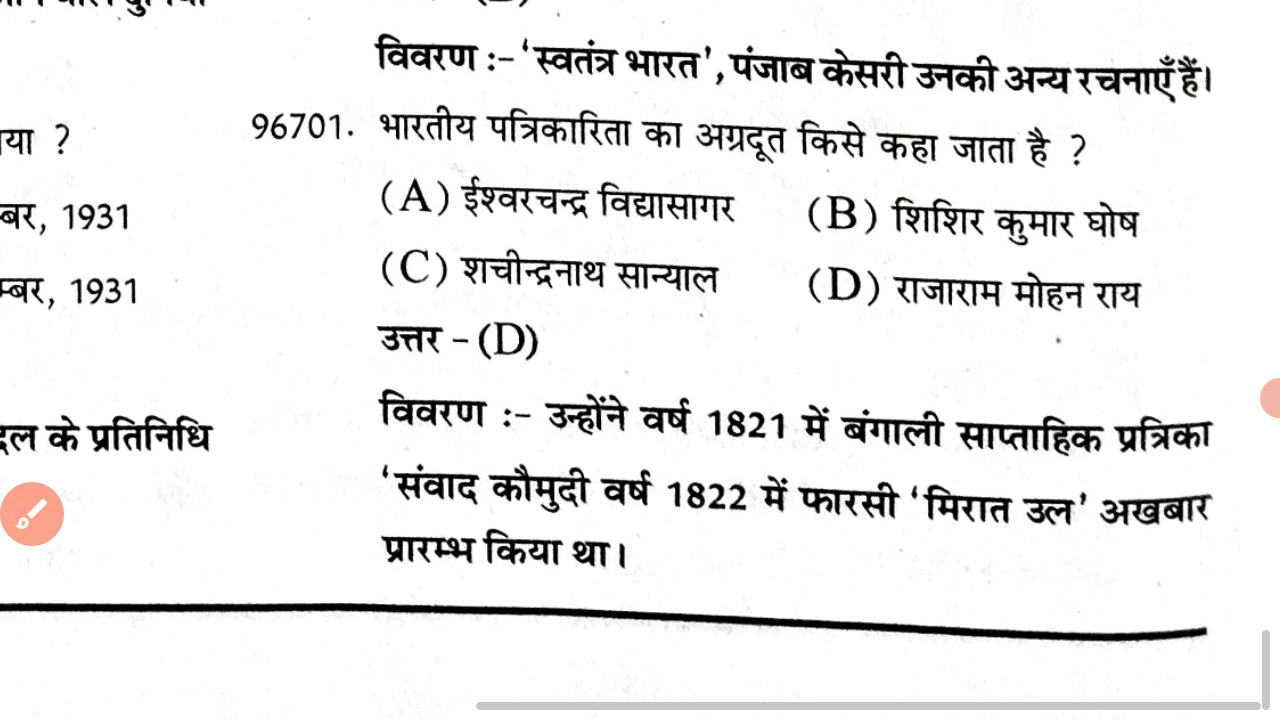 विवरण :- ‘स्वतंत्र भारत’, पंजाब केसरी उनकी अन्य रचनाएँ हैं।
या ?
96701. भारतीय पत्रिकारिता का अग्रदूत किसे कहा जाता है ?
बर, 1931
(A) ईश्वरचन्द्र विद्यासागर (B) शिशिर कुमार घोष
म्बर, 1931
(C) शचीन्द्रनाथ सान्याल (D) राजाराम मोहन राय
उत्तर – (D)
दल के प्रतिनिधि
विवरण :- उन्होंने वर्ष 1821 में बंगाली साप्ताहिक प्रत्रिका
‘संवाद कौमुदी वर्ष 1822 में फारसी ‘मिरात उल’ अखबार
प्रारम्भ किया था।